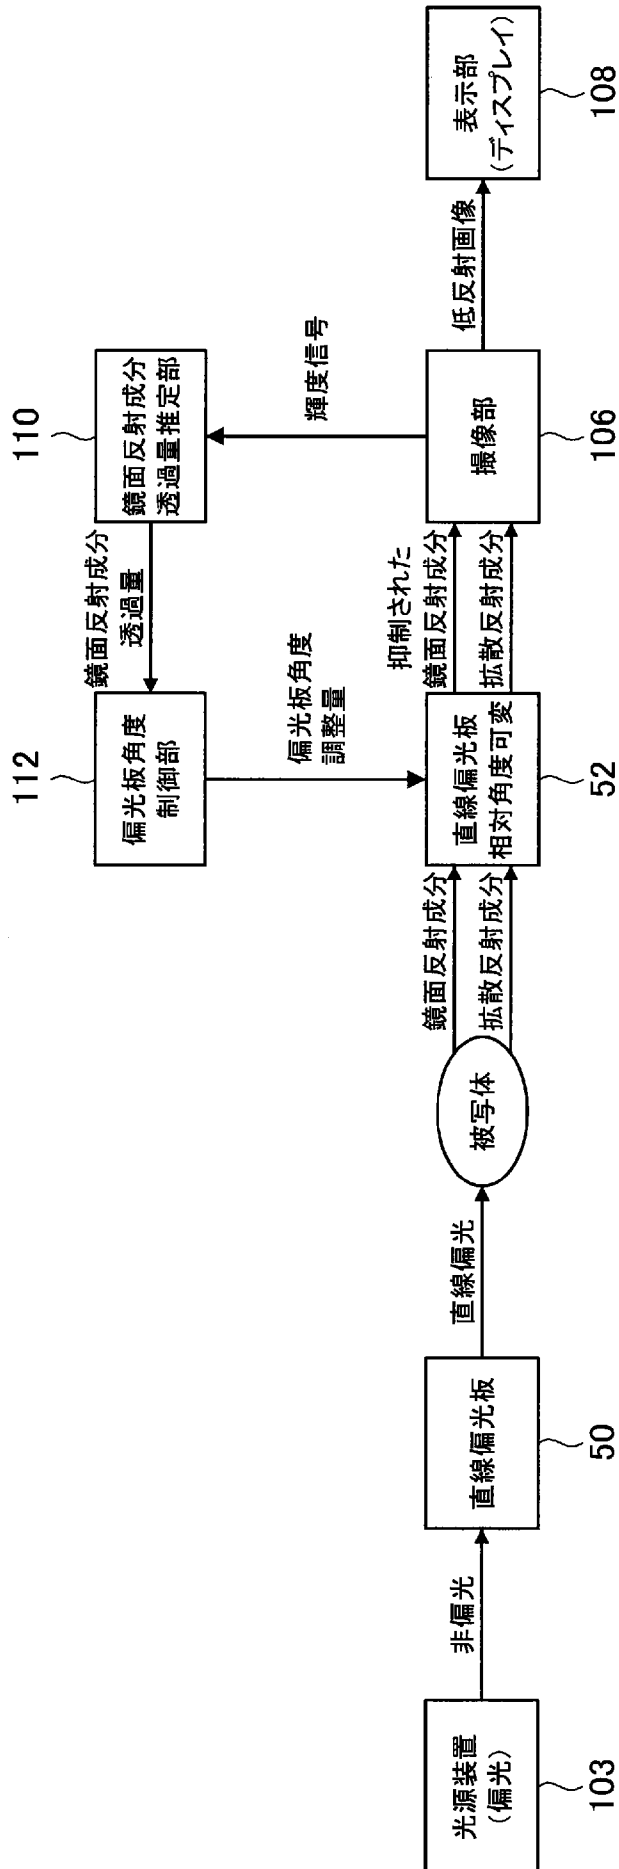 110
鏡面反射成分
透過量推定部
鏡面反射成分
透過量
112
偏光板角度
制御部
輝度信号
偏光板角度
調整量
光源装置
(偏光)
103
非偏光
直線偏光板
50
直線偏光
被写体
鏡面反射成分
拡散反射成分
直線偏光板
相対角度可変
52
抑制された
鏡面反射成分
拡散反射成分
撮像部
106
低反射画像
表示部
(ディスプレイ)
108